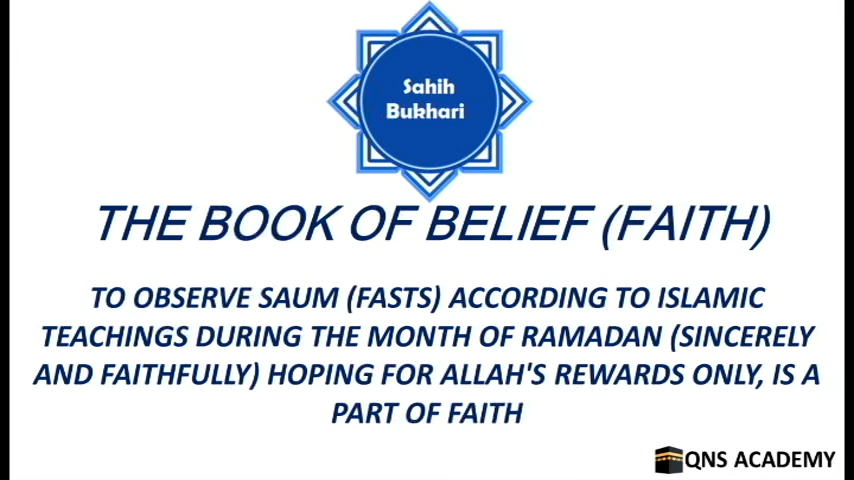 Sahih
Bukhari
THE BOOK OF BELIEF (FAITH)
TO OBSERVE SAUM (FASTS) ACCORDING TO ISLAMIC
TEACHINGS DURING THE MONTH OF RAMADAN (SINCERELY
AND FAITHFULLY) HOPING FOR ALLAH'S REWARDS ONLY, IS A
PART OF FAITH
QNS ACADEMY